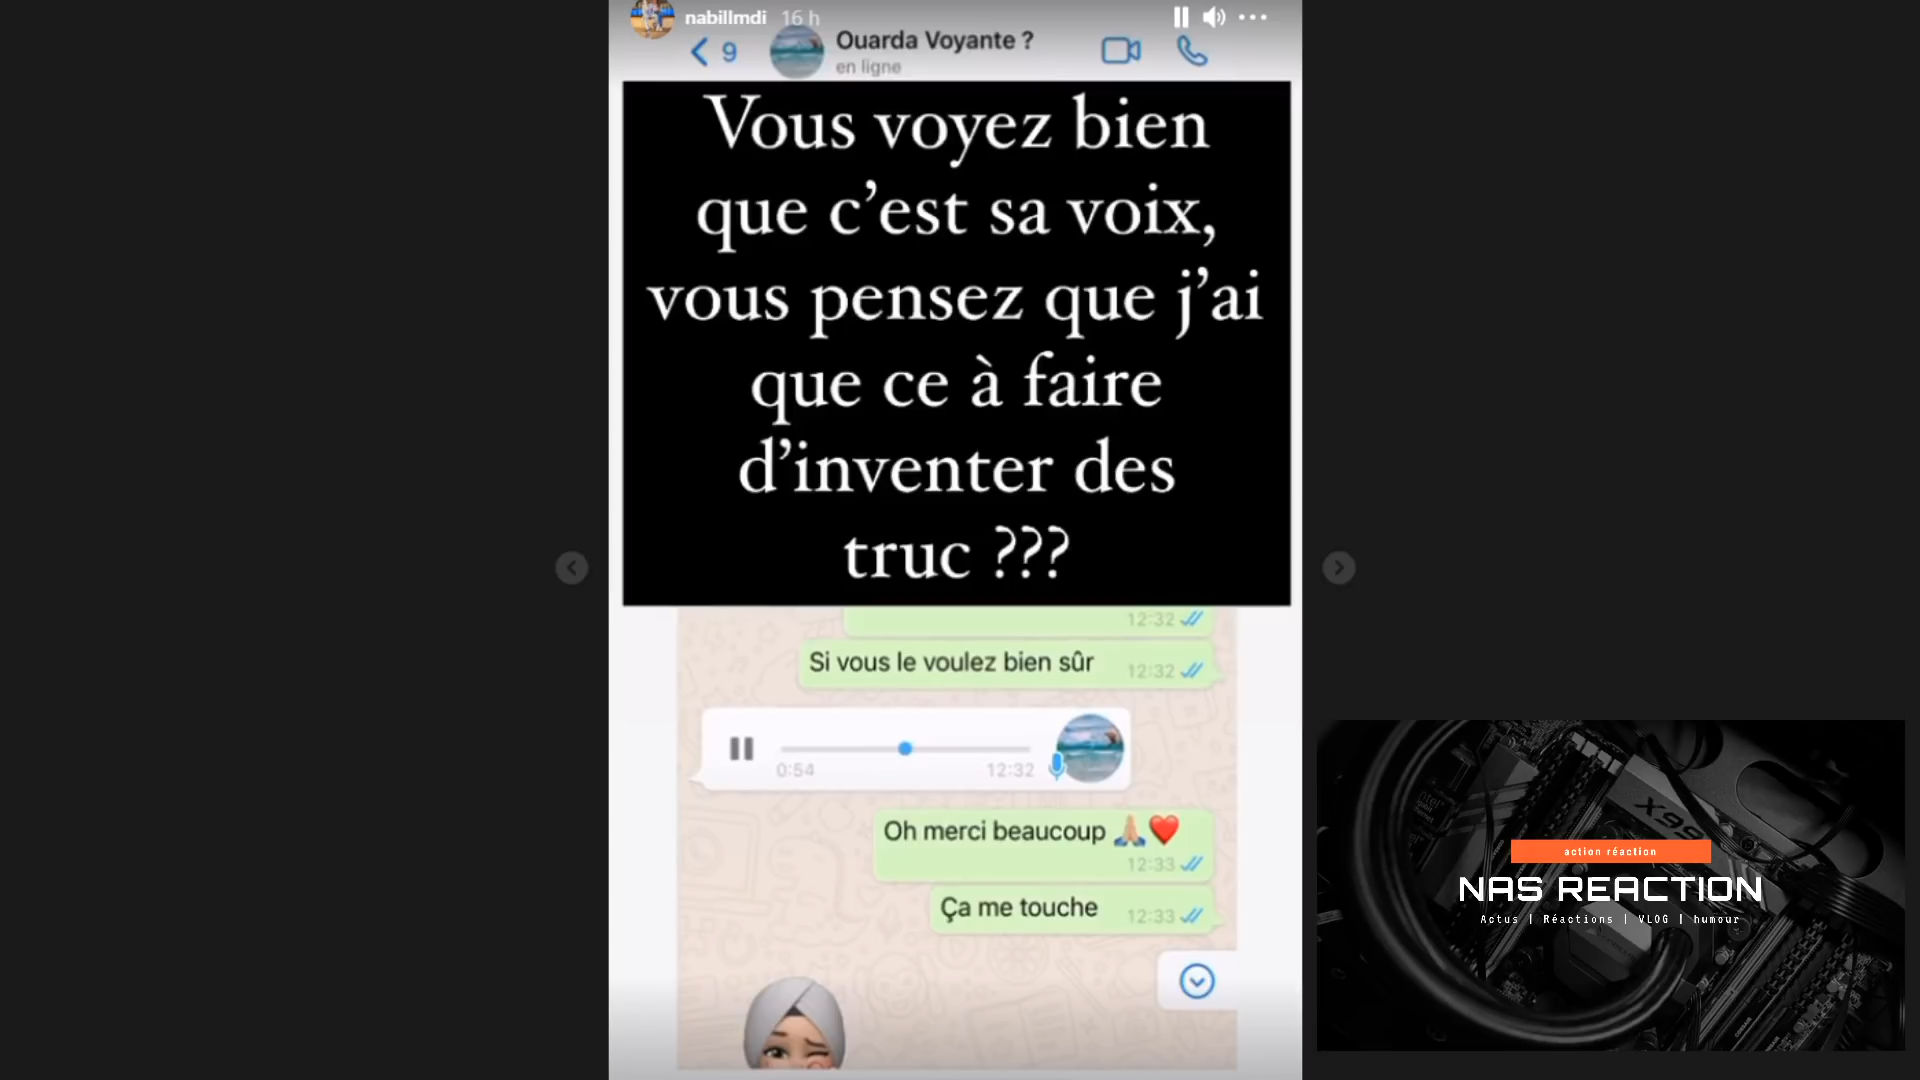 nabillmdi 16 h
9
Ouarda Voyante ?
en ligne
Vous voyez bien
que c’est sa voix,
vous pensez que j’ai
que ce à faire
d’inventer des
truc ???
12:32
Si vous le voulez bien sûr 12:32
0:54 12:32
Oh merci beaucoup 🙏🏼❤️
12:33
Ça me touche 12:33
X99
action réaction
NAS REACTION
Actus | Réactions | VLOG | humour